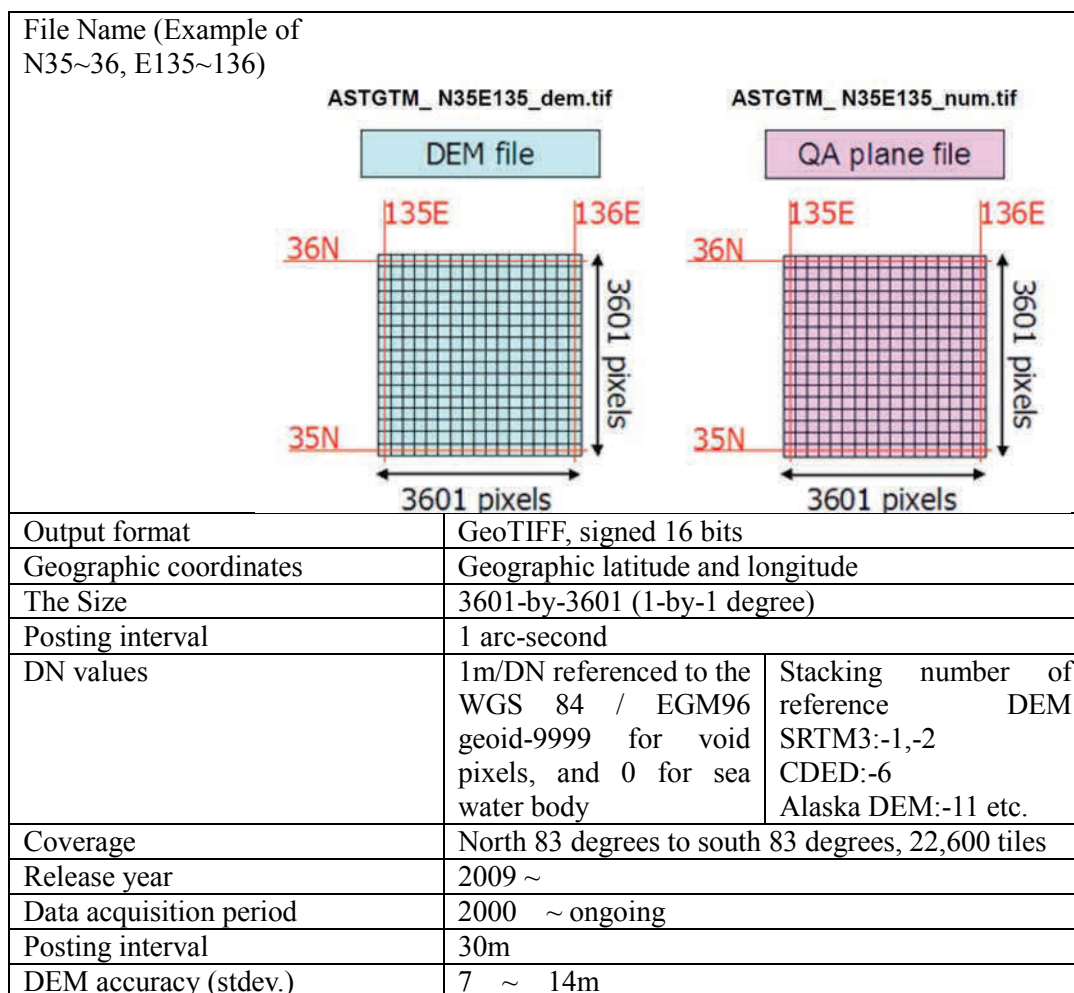 File Name (Example of
N35~36, E135~136)
ASTGTM_ N35E135_dem.tif
ASTGTM_ N35E135_num.tif
DEM file
QA plane file
135E
136E
135E
136E
36N
36N
3601 pixels
3601 pixels
35N
35N
3601 pixels
3601 pixels
Output format
GeoTIFF, signed 16 bits
Geographic coordinates
Geographic latitude and longitude
The Size
3601-by-3601 (1-by-1 degree)
Posting interval
1 arc-second
DN values
1m/DN referenced to the
WGS 84 / EGM96
geoid-9999 for void
pixels, and 0 for sea
water body
Stacking number of
reference DEM
SRTM3:-1,-2
CDED:-6
Alaska DEM:-11 etc.
Coverage
North 83 degrees to south 83 degrees, 22,600 tiles
Release year
2009 ~
Data acquisition period
2000 ~ ongoing
Posting interval
30m
DEM accuracy (stdev.)
7 ~ 14m